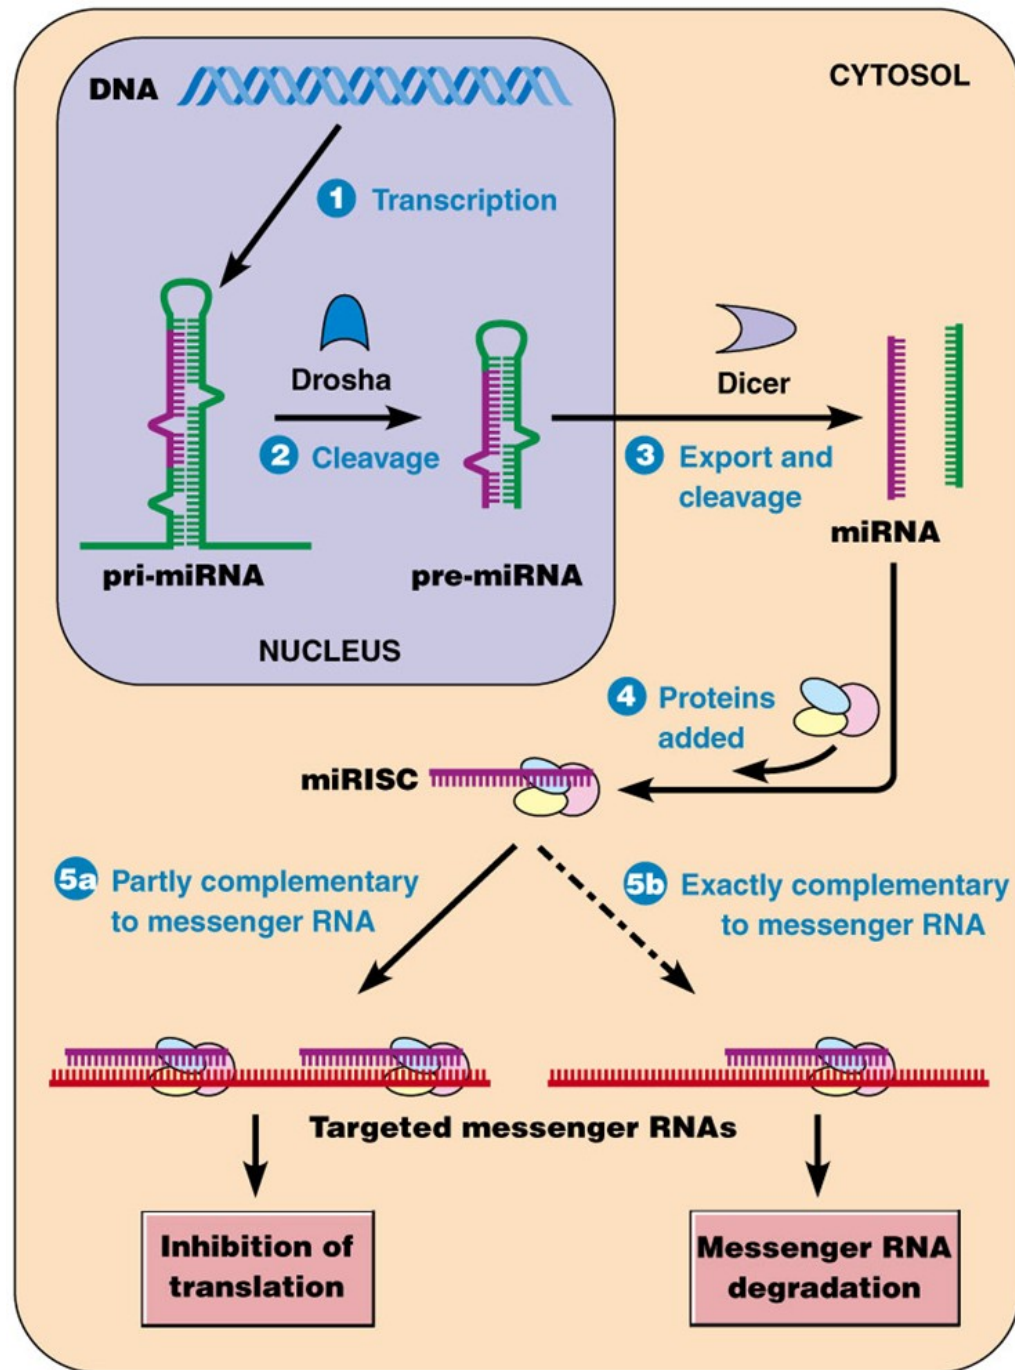 DNA
CYTOSOL
1 Transcription
Drosha
2 Cleavage
Dicer
3 Export and
cleavage
pri-miRNA
pre-miRNA
miRNA
NUCLEUS
4 Proteins
added
miRISC
5a Partly complementary
to messenger RNA
5b Exactly complementary
to messenger RNA
Targeted messenger RNAs
Inhibition of
translation
Messenger RNA
degradation